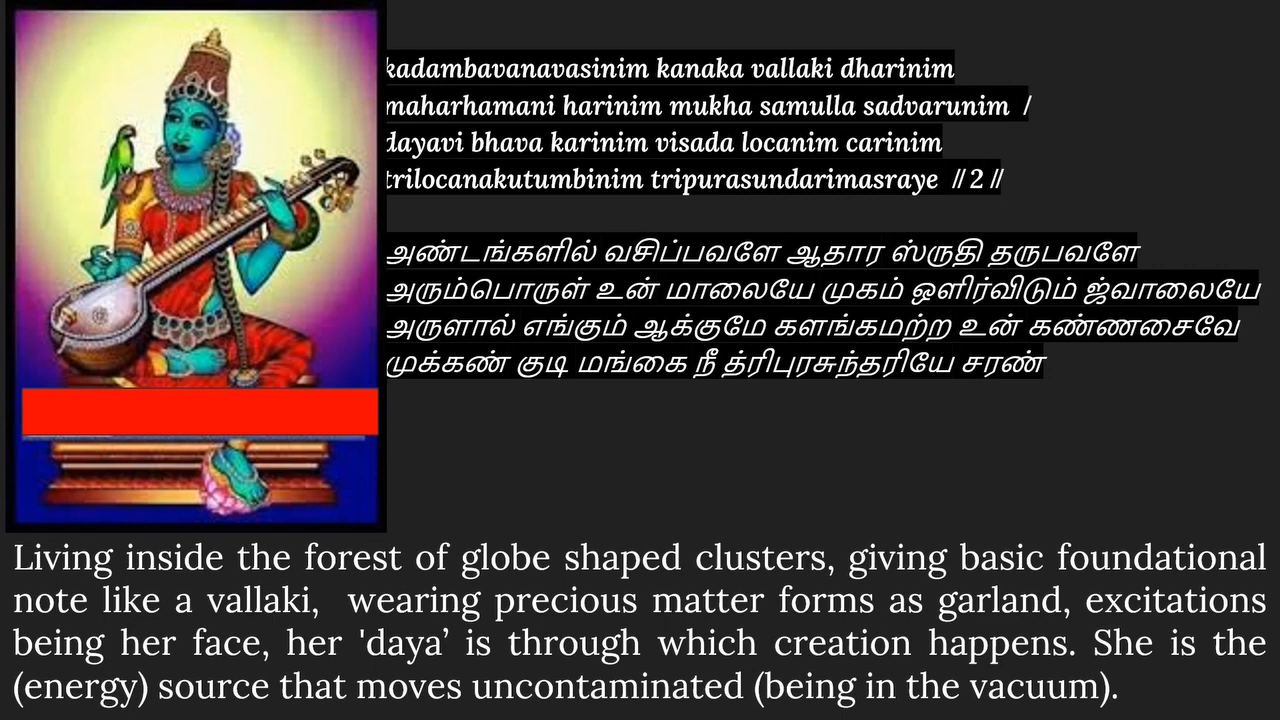 kadambavanavasinim kanaka vallaki dharinim
maharhamani harinim mukha samulla sadvarunim /
dayavi bhava karinim visada locanim carinim
trilocanakutumbinim tripurasundarimasraye // 2 //
அண்டங்களில் வசிப்பவளே ஆதார ஸ்ருதி தருபவளே
அரும்பொருள் உன் மாலையே முகம் ஒளிர்விடும் ஜ்வாலையே
அருளால் எங்கும் ஆக்குமே களங்கமற்ற உன் கண்ணசைவே
முக்கண் குடி மங்கை நீ த்ரிபுரசுந்தரியே சரண்
Living inside the forest of globe shaped clusters, giving basic foundational
note like a vallaki, wearing precious matter forms as garland, excitations
being her face, her 'daya’ is through which creation happens. She is the
(energy) source that moves uncontaminated (being in the vacuum).